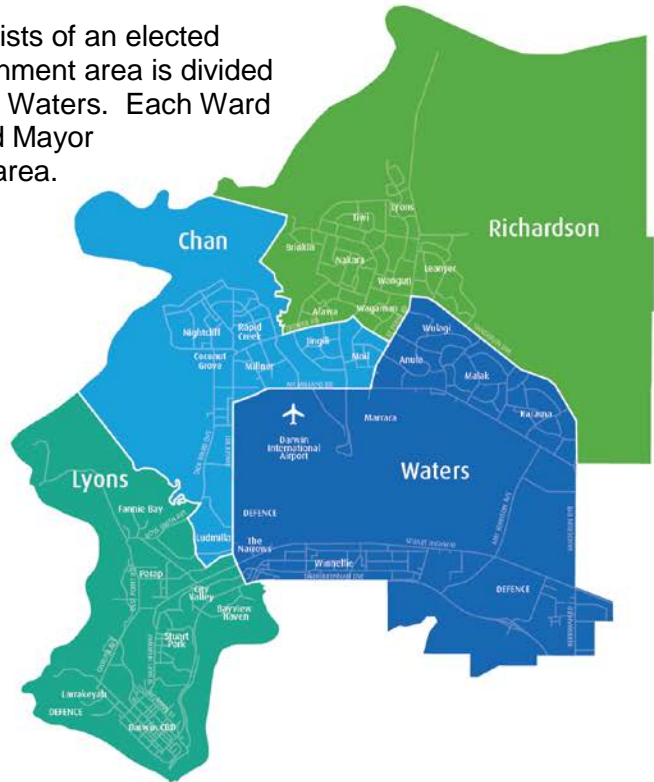 ists of an elected
nment area is divided
Waters. Each Ward
d Mayor
area.
Richardson
Lyons
Tiwi
Brinkin
Nakara
Leanyer
Wanguri
Alawa
Wagaman
Chan
Nightcliff
Rapid
Creek
Jingili
Moil
Coconut
Grove
Millner
Ludmilla
Wulagi
Anula
Malak
Karama
Marrara
Darwin
International
Airport
Waters
DEFENCE
The
Narrows
Winnellie
DEFENCE
Lyons
Fannie Bay
Parap
City
Valley
Bayview
Haven
Stuart
Park
Larrakeyah
DEFENCE
Darwin CBD